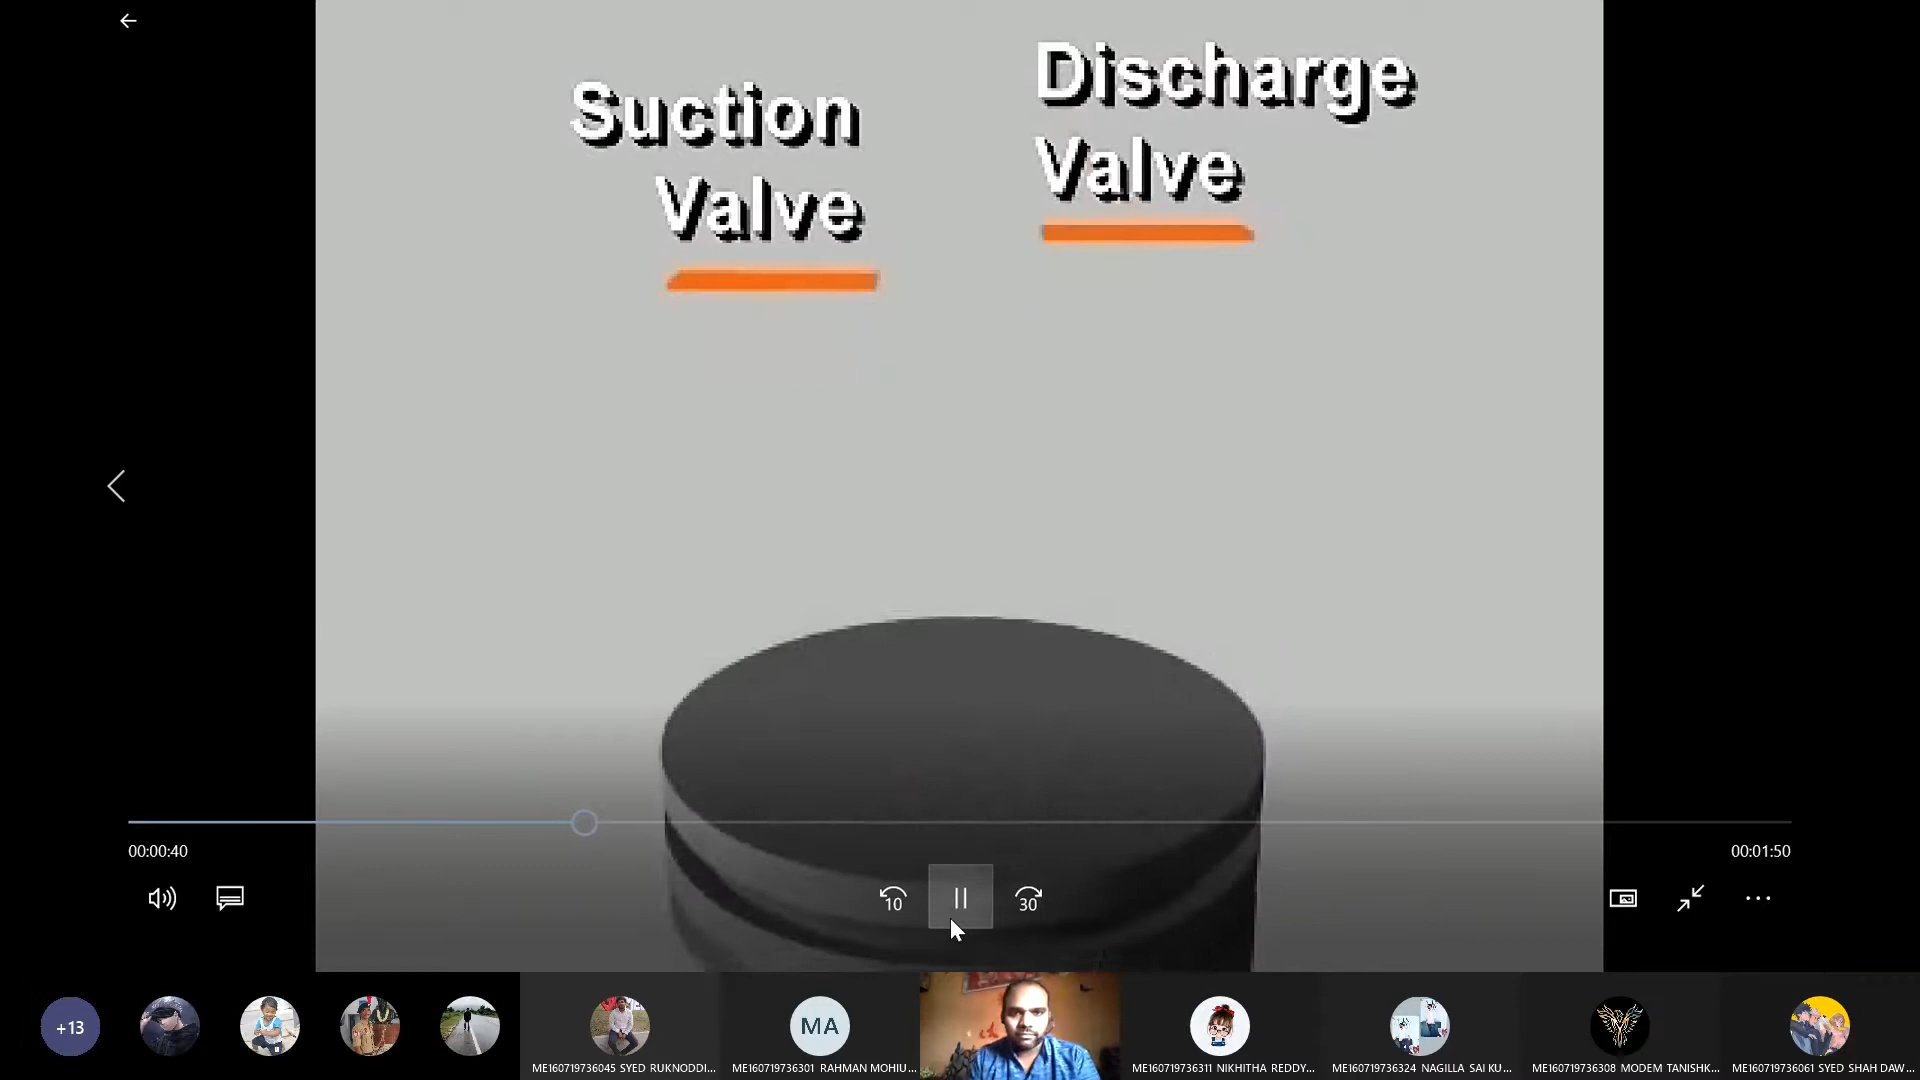 Suction
Valve
Discharge
Valve
00:00:40
00:01:50
10
30
+13
MA
ME160719736045 SYED RUKNODDI...
ME160719736301 RAHMAN MOHIU...
ME160719736311 NIKHITHA REDDY...
ME160719736324 NAGILLA SAI KU...
ME160719736308 MODEM TANISHK...
ME160719736061 SYED SHAH DAW...